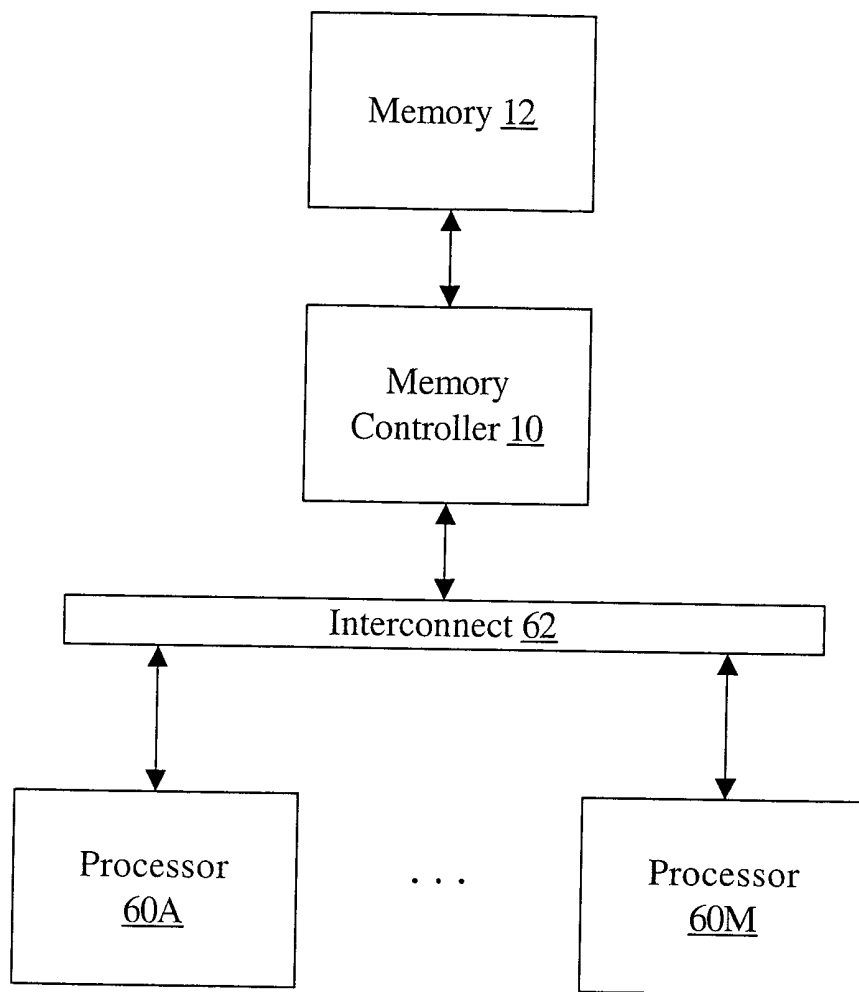 Memory 12
Memory
Controller 10
Interconnect 62
Processor
60A
. . .
Processor
60M